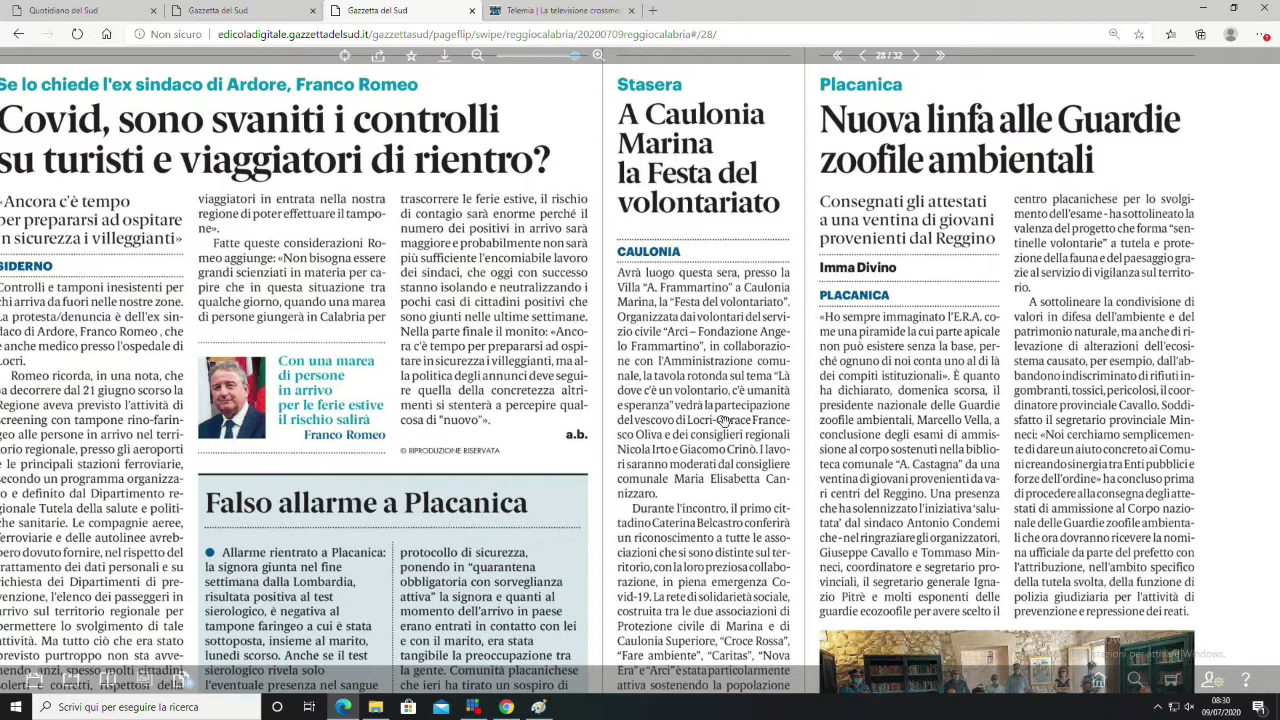 Quotidiano del Sud
Gazzetta del Sud
Gazzetta del Sud
Telemia | La televisione crossme
Non sicuro | edicoladigitale.gazzettadelsud.it/gazzettasud/pageflip/swipe/reggiocalabria/20200709reggiocalabria#/28/
28 / 32
Se lo chiede l'ex sindaco di Ardore, Franco Romeo
Covid, sono svaniti i controlli
su turisti e viaggiatori di rientro?
«Ancora c'è tempo
per prepararsi ad ospitare
in sicurezza i villeggianti»
SIDERNO
Controlli e tamponi inesistenti per
chi arriva da fuori nelle nostre zone.
La protesta/denuncia è dell'ex sin-
daco di Ardore, Franco Romeo , che
è anche medico presso l'ospedale di
Locri.
Romeo ricorda, in una nota, che
a decorrere dal 21 giugno scorso la
Regione aveva previsto l'attività di
screening con tampone rino-farin-
geo alle persone in arrivo nel terri-
torio regionale, presso gli aeroporti
e le principali stazioni ferroviarie,
secondo un programma organizza-
to e definito dal Dipartimento re-
gionale Tutela della salute e politi-
che sanitarie. Le compagnie aeree,
ferroviarie e delle autolinee avreb-
bero dovuto fornire, nel rispetto del
trattamento dei dati personali e su
richiesta dei Dipartimenti di pre-
venzione, l'elenco dei passeggeri in
arrivo sul territorio regionale per
permettere lo svolgimento di tale
attività. Ma tutto ciò che era stato
previsto purtroppo non sta avve-
nendo, anzi, spesso molti cittadini
solerti e corretti, rispettosi della
viaggiatori in entrata nella nostra
regione di poter effettuare il tampo-
ne».
Fatte queste considerazioni Ro-
meo aggiunge: «Non bisogna essere
grandi scienziati in materia per ca-
pire che in questa situazione tra
qualche giorno, quando una marea
di persone giungerà in Calabria per
Con una marea
di persone
in arrivo
per le ferie estive
il rischio salirà
Franco Romeo
trascorrere le ferie estive, il rischio
di contagio sarà enorme perché il
numero dei positivi in arrivo sarà
maggiore e probabilmente non sarà
più sufficiente l'encomiabile lavoro
dei sindaci, che oggi con successo
stanno isolando e neutralizzando i
pochi casi di cittadini positivi che
sono giunti nelle ultime settimane.
Nella parte finale il monito: «Anco-
ra c'è tempo per prepararsi ad ospi-
tare in sicurezza i villeggianti, ma al-
la politica degli annunci deve segui-
re quella della concretezza altri-
menti si stenterà a percepire qual-
cosa di "nuovo"».
a.b.
© RIPRODUZIONE RISERVATA
Falso allarme a Placanica
● Allarme rientrato a Placanica:
la signora giunta nel fine
settimana dalla Lombardia,
risultata positiva al test
sierologico, è negativa al
tampone faringeo a cui è stata
sottoposta, insieme al marito,
lunedì scorso. Anche se il test
sierologico rivela solo
l'eventuale presenza nel sangue
protocollo di sicurezza,
ponendo in "quarantena
obbligatoria con sorveglianza
attiva" la signora e quanti al
momento dell'arrivo in paese
erano entrati in contatto con lei
e con il marito, era stata
tangibile la preoccupazione tra
la gente. Comunità placanichese
che ieri ha tirato un sospiro di
Stasera
A Caulonia
Marina
la Festa del
volontariato
CAULONIA
Avrà luogo questa sera, presso la
Villa "A. Frammartino" a Caulonia
Marina, la "Festa del volontariato".
Organizzata dai volontari del servi-
zio civile "Arci – Fondazione Ange-
lo Frammartino", in collaborazio-
ne con l'Amministrazione comu-
nale, la tavola rotonda sul tema "Là
dove c'è un volontario, c'è umanità
e speranza" vedrà la partecipazione
del vescovo di Locri-Gerace France-
sco Oliva e dei consiglieri regionali
Nicola Irto e Giacomo Crinò. I lavo-
ri saranno moderati dal consigliere
comunale Maria Elisabetta Can-
nizzaro.
Durante l'incontro, il primo cit-
tadino Caterina Belcastro conferirà
un riconoscimento a tutte le asso-
ciazioni che si sono distinte sul ter-
ritorio, con la loro preziosa collabo-
razione, in piena emergenza Co-
vid-19. La rete di solidarietà sociale,
costruita tra le due associazioni di
Protezione civile di Marina e di
Caulonia Superiore, "Croce Rossa",
"Fare ambiente", "Caritas", "Nova
Era" e "Arci" è stata particolarmente
attiva sostenendo la popolazione
Placanica
Nuova linfa alle Guardie
zoofile ambientali
Consegnati gli attestati
a una ventina di giovani
provenienti dal Reggino
Imma Divino
PLACANICA
«Ho sempre immaginato l'E.R.A. co-
me una piramide la cui parte apicale
non può esistere senza la base, per-
ché ognuno di noi conta uno al di là
dei compiti istituzionali». È quanto
ha dichiarato, domenica scorsa, il
presidente nazionale delle Guardie
zoofile ambientali, Marcello Vella, a
conclusione degli esami di ammis-
sione al corpo sostenuti nella biblio-
teca comunale "A. Castagna" da una
ventina di giovani provenienti da va-
ri centri del Reggino. Una presenza
che ha solennizzato l'iniziativa 'salu-
tata' dal sindaco Antonio Condemi
che - nel ringraziare gli organizzatori,
Giuseppe Cavallo e Tommaso Min-
neci, coordinatore e segretario pro-
vinciali, il segretario generale Igna-
zio Pitrè e molti esponenti delle
guardie ecozoofile per avere scelto il
centro placanichese per lo svolgi-
mento dell'esame - ha sottolineato la
valenza del progetto che forma "sen-
tinelle volontarie" a tutela e prote-
zione della fauna e del paesaggio gra-
zie al servizio di vigilanza sul territo-
rio.
A sottolineare la condivisione di
valori in difesa dell'ambiente e del
patrimonio naturale, ma anche di ri-
levazione di alterazioni dell'ecosi-
stema causato, per esempio, dall'ab-
bandono indiscriminato di rifiuti in-
gombranti, tossici, pericolosi, il coor-
dinatore provinciale Cavallo. Soddi-
sfatto il segretario provinciale Min-
neci: «Noi cerchiamo semplicemen-
te di dare un aiuto concreto ai Comu-
ni creando sinergia tra Enti pubblici e
forze dell'ordine» ha concluso prima
di procedere alla consegna degli atte-
stati di ammissione al Corpo nazio-
nale delle Guardie zoofile ambienta-
li che ora dovranno ricevere la nomi-
na ufficiale da parte del prefetto con
l'attribuzione, nell'ambito specifico
della tutela svolta, della funzione di
polizia giudiziaria per l'attività di
prevenzione e repressione dei reati.
impostazioni per attivare Windows.
Scrivi qui per eseguire la ricerca
08:30
09/07/2020
1